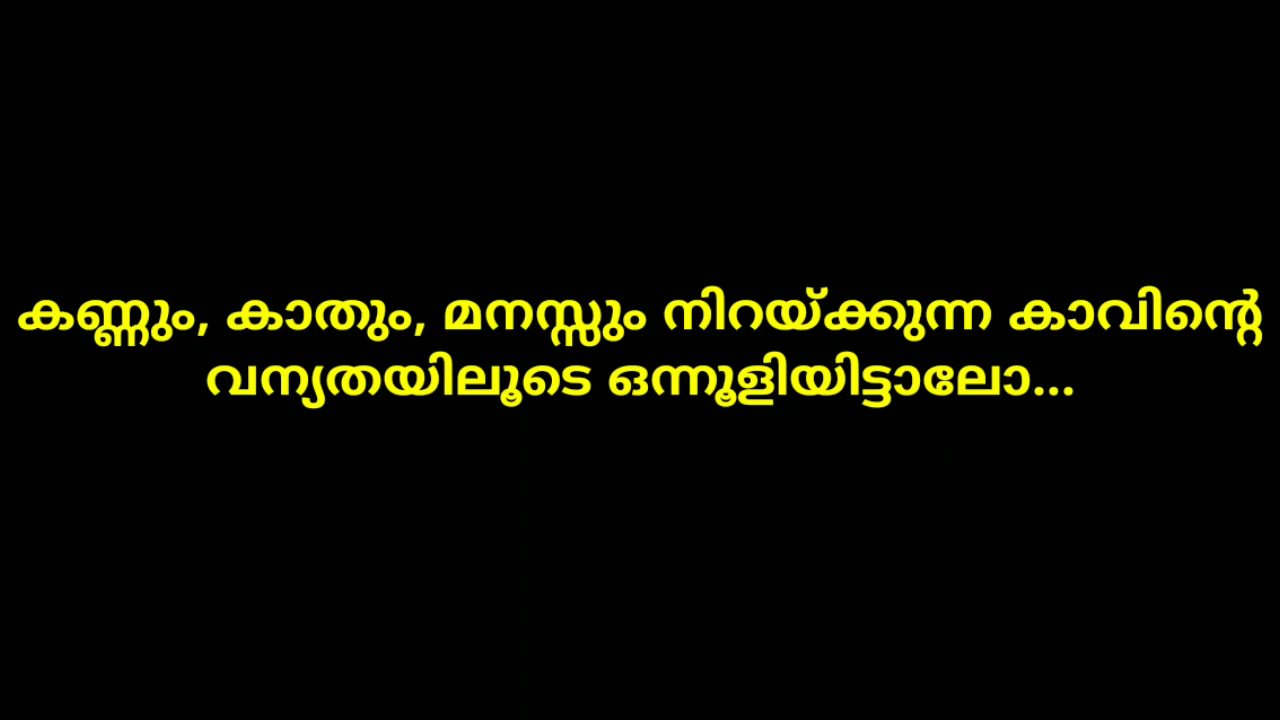 കണ്ണും, കാതും, മനസ്സും നിറയ്ക്കുന്ന കാവിന്റെ
വന്യതയിലൂടെ ഒന്നൂളിയിട്ടാലോ...